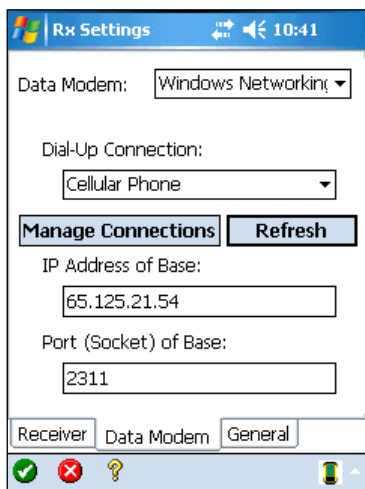 Rx Settings 10:41
Data Modem: Windows Networking
Dial-Up Connection:
Cellular Phone
Manage Connections Refresh
IP Address of Base:
65.125.21.54
Port (Socket) of Base:
2311
Receiver Data Modem General